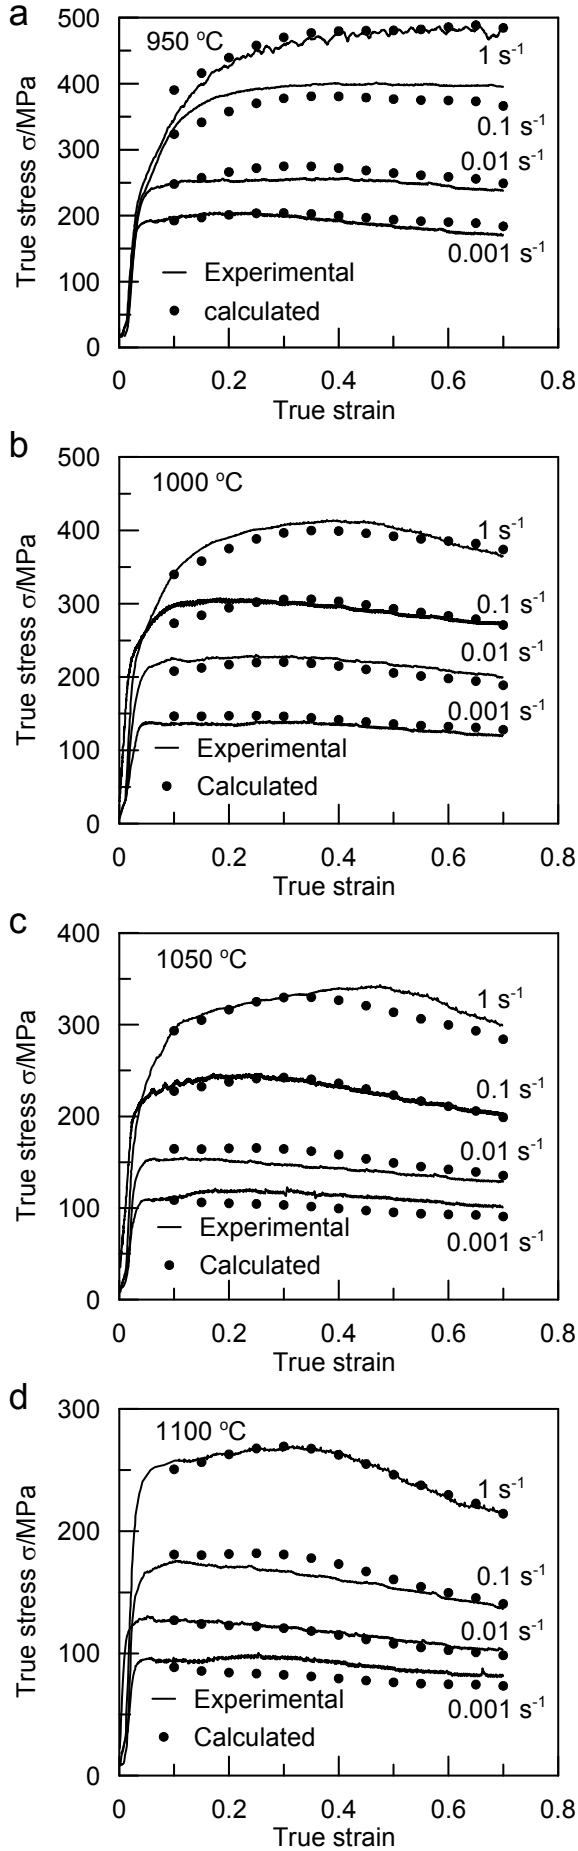 a
500
950 °C
1 s⁻¹
400
0.1 s⁻¹
300
0.01 s⁻¹
200
0.001 s⁻¹
100
0
True stress σ/MPa
Experimental
calculated
0 0.2 0.4 0.6 0.8
True strain
b
500
1000 °C
1 s⁻¹
400
300
0.1 s⁻¹
0.01 s⁻¹
200
0.001 s⁻¹
100
0
True stress σ/MPa
Experimental
Calculated
0 0.2 0.4 0.6 0.8
True strain
c
400
1050 °C
1 s⁻¹
300
0.1 s⁻¹
200
0.01 s⁻¹
100
0.001 s⁻¹
0
True stress σ/MPa
Experimental
Calculated
0 0.2 0.4 0.6 0.8
True strain
d
300
1100 °C
1 s⁻¹
200
0.1 s⁻¹
0.01 s⁻¹
100
0.001 s⁻¹
0
True stress σ/MPa
Experimental
Calculated
0 0.2 0.4 0.6 0.8
True strain